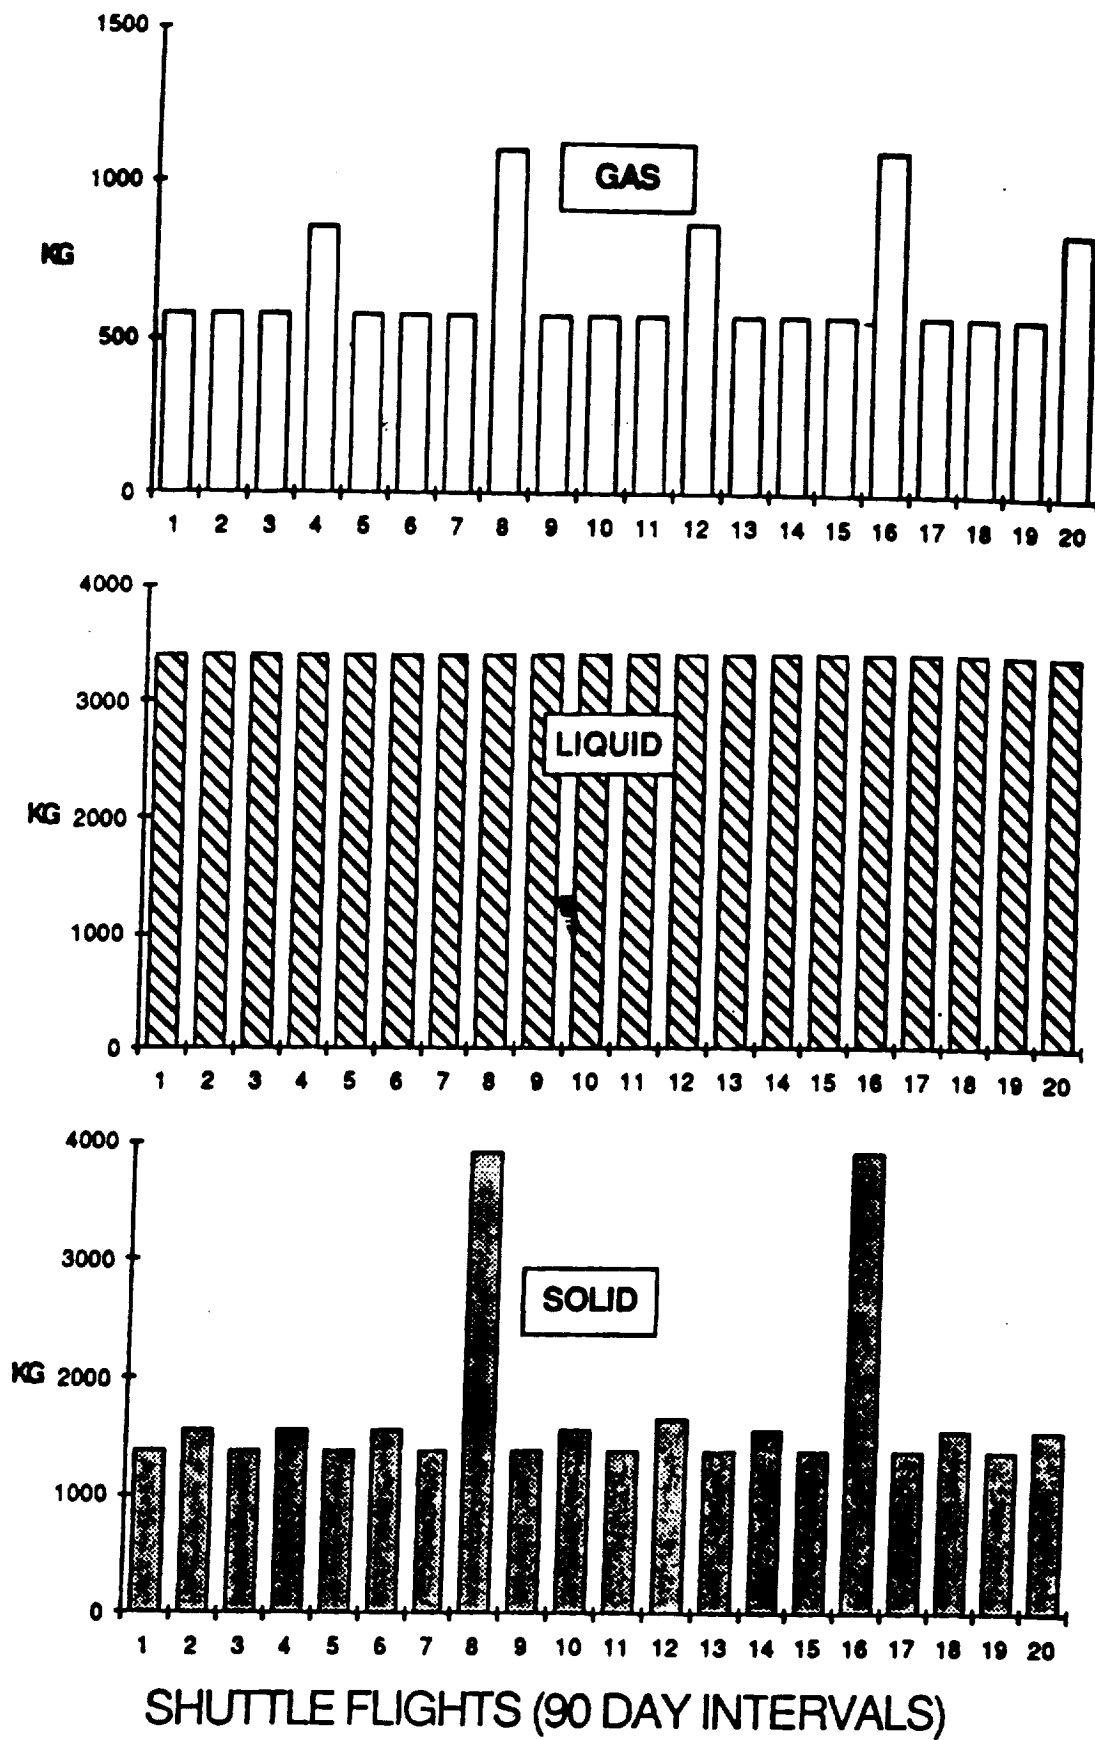 1500
GAS
1000
KG
500
0
1 2 3 4 5 6 7 8 9 10 11 12 13 14 15 16 17 18 19 20
4000
3000
LIQUID
KG 2000
1000
0
1 2 3 4 5 6 7 8 9 10 11 12 13 14 15 16 17 18 19 20
4000
3000
SOLID
KG 2000
1000
0
1 2 3 4 5 6 7 8 9 10 11 12 13 14 15 16 17 18 19 20
SHUTTLE FLIGHTS (90 DAY INTERVALS)